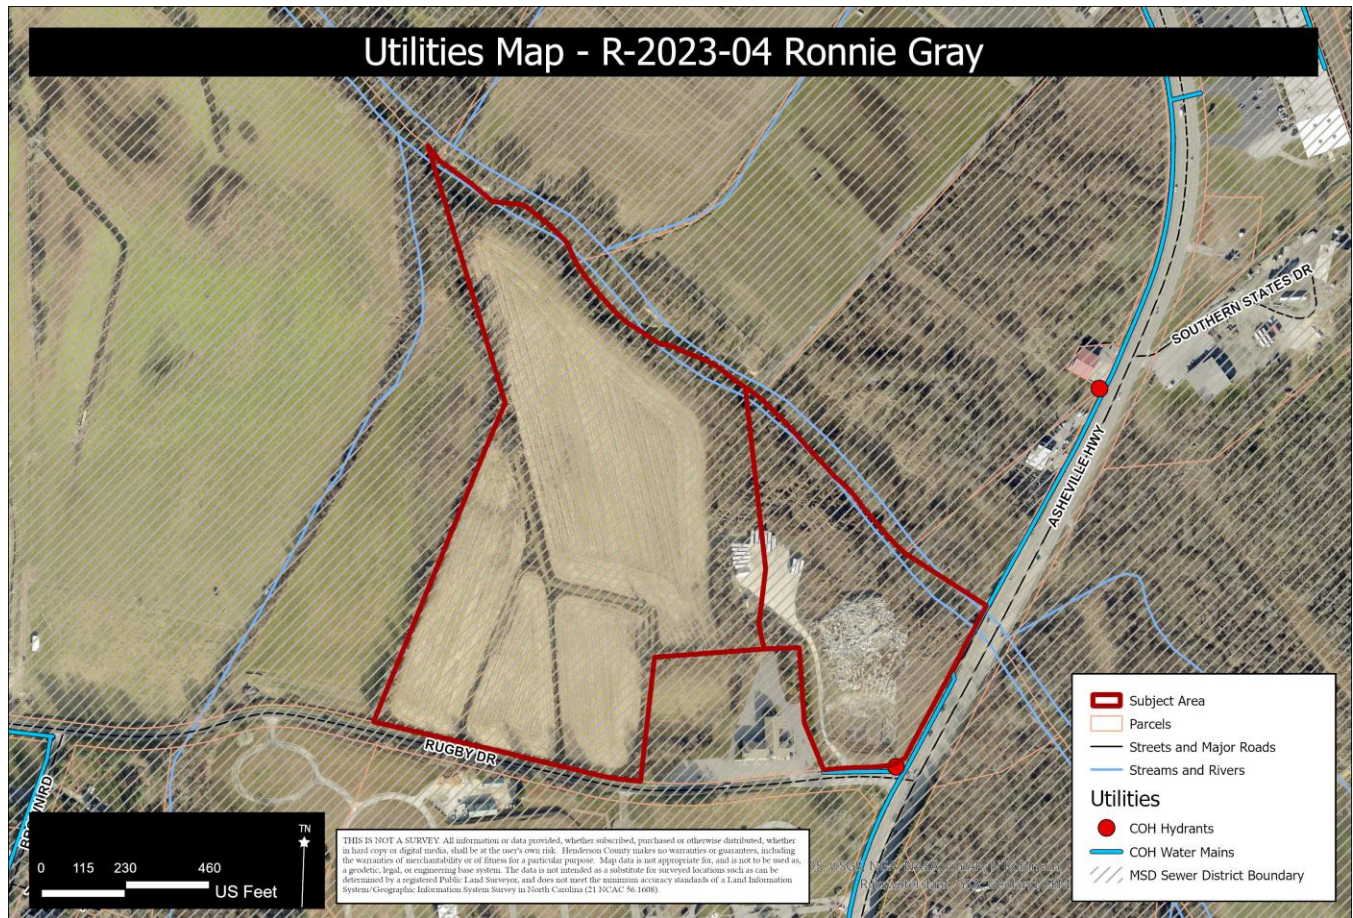 Utilities Map - R-2023-04 Ronnie Gray
SOUTHERN STATES DR
ASHEVILLE HWY
RUGBY DR
Subject Area
Parcels
Streets and Major Roads
Streams and Rivers
Utilities
COH Hydrants
COH Water Mains
MSD Sewer District Boundary
TN
0 115 230 460
US Feet
THIS IS NOT A SURVEY. All information or data provided, whether subscribed, purchased or otherwise distributed, whether
in hard copy or digital media, shall be at the user's own risk. Henderson County makes no warranties or guarantees, including
the warranties of merchantability or of fitness for a particular purpose. Map data is not appropriate for, and is not to be used as,
a geodetic, legal, or engineering base system. The data is not intended as a substitute for surveyed locations such as can be
determined by a registered Public Land Surveyor, and does not meet the minimum accuracy standards of a Land Information
System/Geographic Information System Survey in North Carolina (21 NCAC 56.1608).